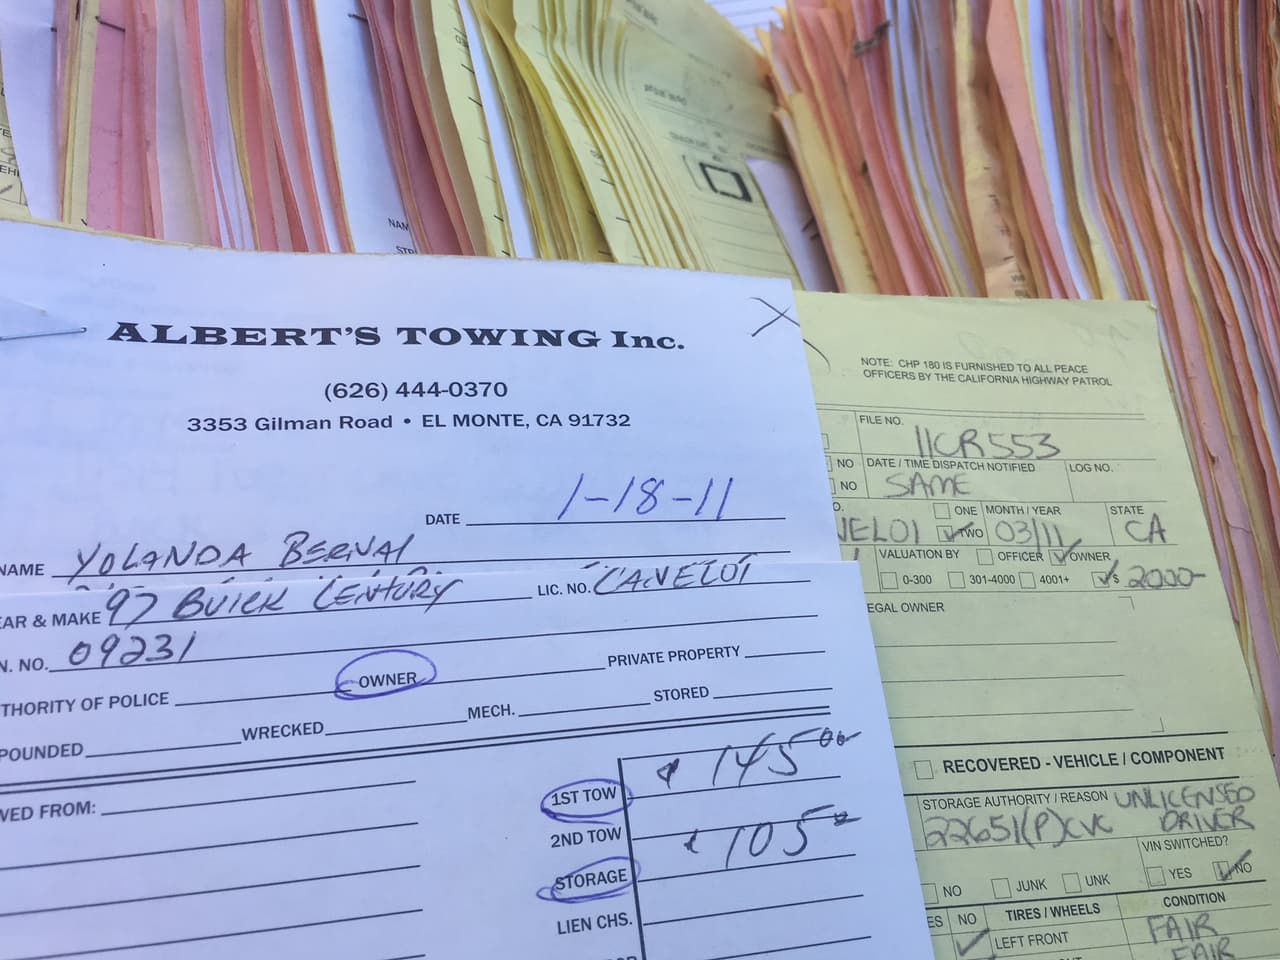 ALBERT'S TOWING Inc.
(626) 444-0370
3353 Gilman Road • EL MONTE, CA 91732
DATE 1-18-11
NAME YOLANDA BERNAL
EAR & MAKE 97 BUICK CENTURY LIC. NO.
N. NO. 09231
THORITY OF POLICE OWNER PRIVATE PROPERTY
POUNDED WRECKED MECH. STORED
VED FROM:
1ST TOW 145 00
2ND TOW
STORAGE 105
LIEN CHS.
NAM
STR
NOTE: CHP 180 IS FURNISHED TO ALL PEACE
OFFICERS BY THE CALIFORNIA HIGHWAY PATROL
FILE NO.
11CR553
NO DATE / TIME DISPATCH NOTIFIED LOG NO.
NO SAME
ONE MONTH / YEAR STATE
VELO1 TWO 03/11 CA
VALUATION BY OFFICER OWNER
0-300 301-4000 4001+ $ 2000-
EGAL OWNER
RECOVERED - VEHICLE / COMPONENT
STORAGE AUTHORITY / REASON UNLICENSED
22651(P)CVC DRIVER
VIN SWITCHED?
NO JUNK UNK YES NO
ES NO TIRES / WHEELS CONDITION
LEFT FRONT FAIR
FAIR